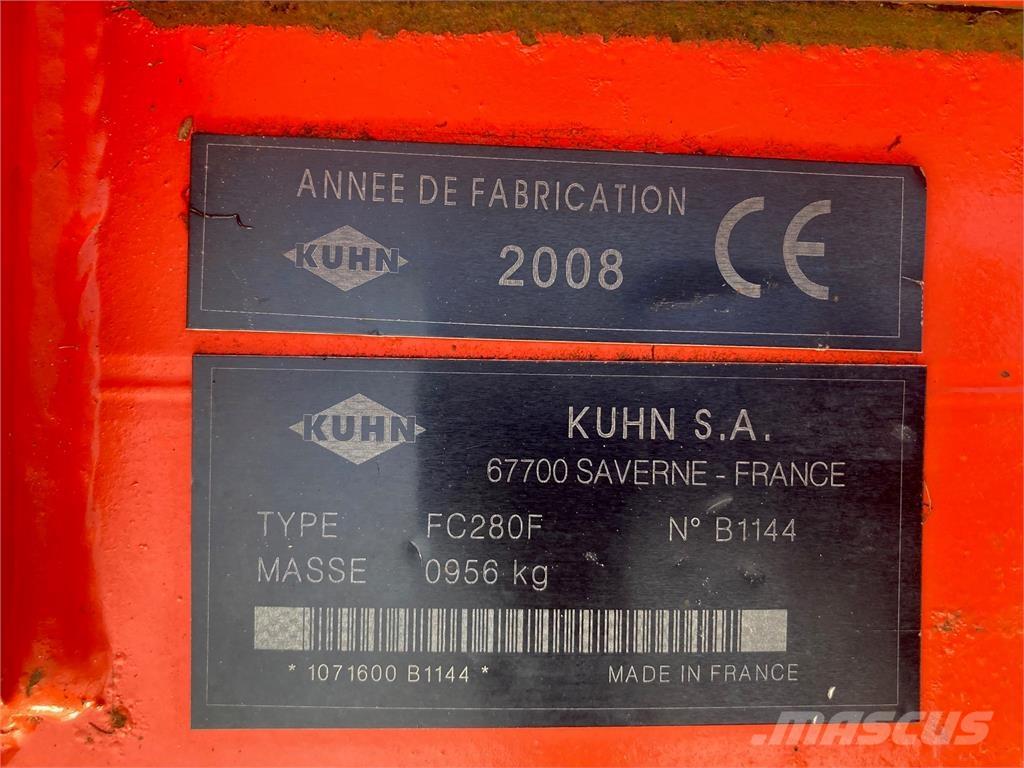 ANNEE DE FABRICATION
KUHN
2008
CE
KUHN
KUHN S.A.
67700 SAVERNE - FRANCE
TYPE FC280F N° B1144
MASSE 0956 kg
* 1071600 B1144 * MADE IN FRANCE
MASCUS